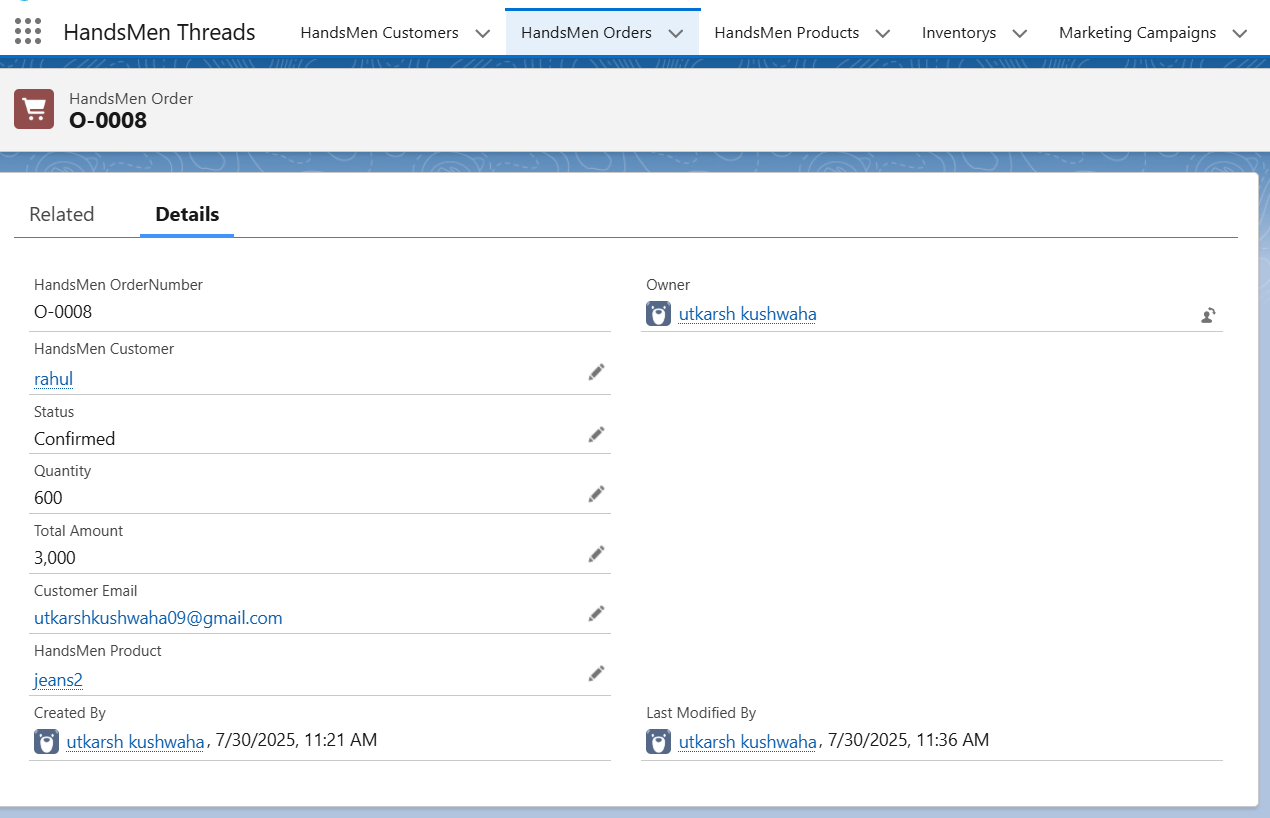 HandsMen Threads HandsMen Customers HandsMen Orders HandsMen Products Inventorys Marketing Campaigns
HandsMen Order
O-0008
Related Details
HandsMen OrderNumber
O-0008
Owner
utkarsh kushwaha
HandsMen Customer
rahul
Status
Confirmed
Quantity
600
Total Amount
3,000
Customer Email
utkarshkushwaha09@gmail.com
HandsMen Product
jeans2
Created By
utkarsh kushwaha, 7/30/2025, 11:21 AM
Last Modified By
utkarsh kushwaha, 7/30/2025, 11:36 AM